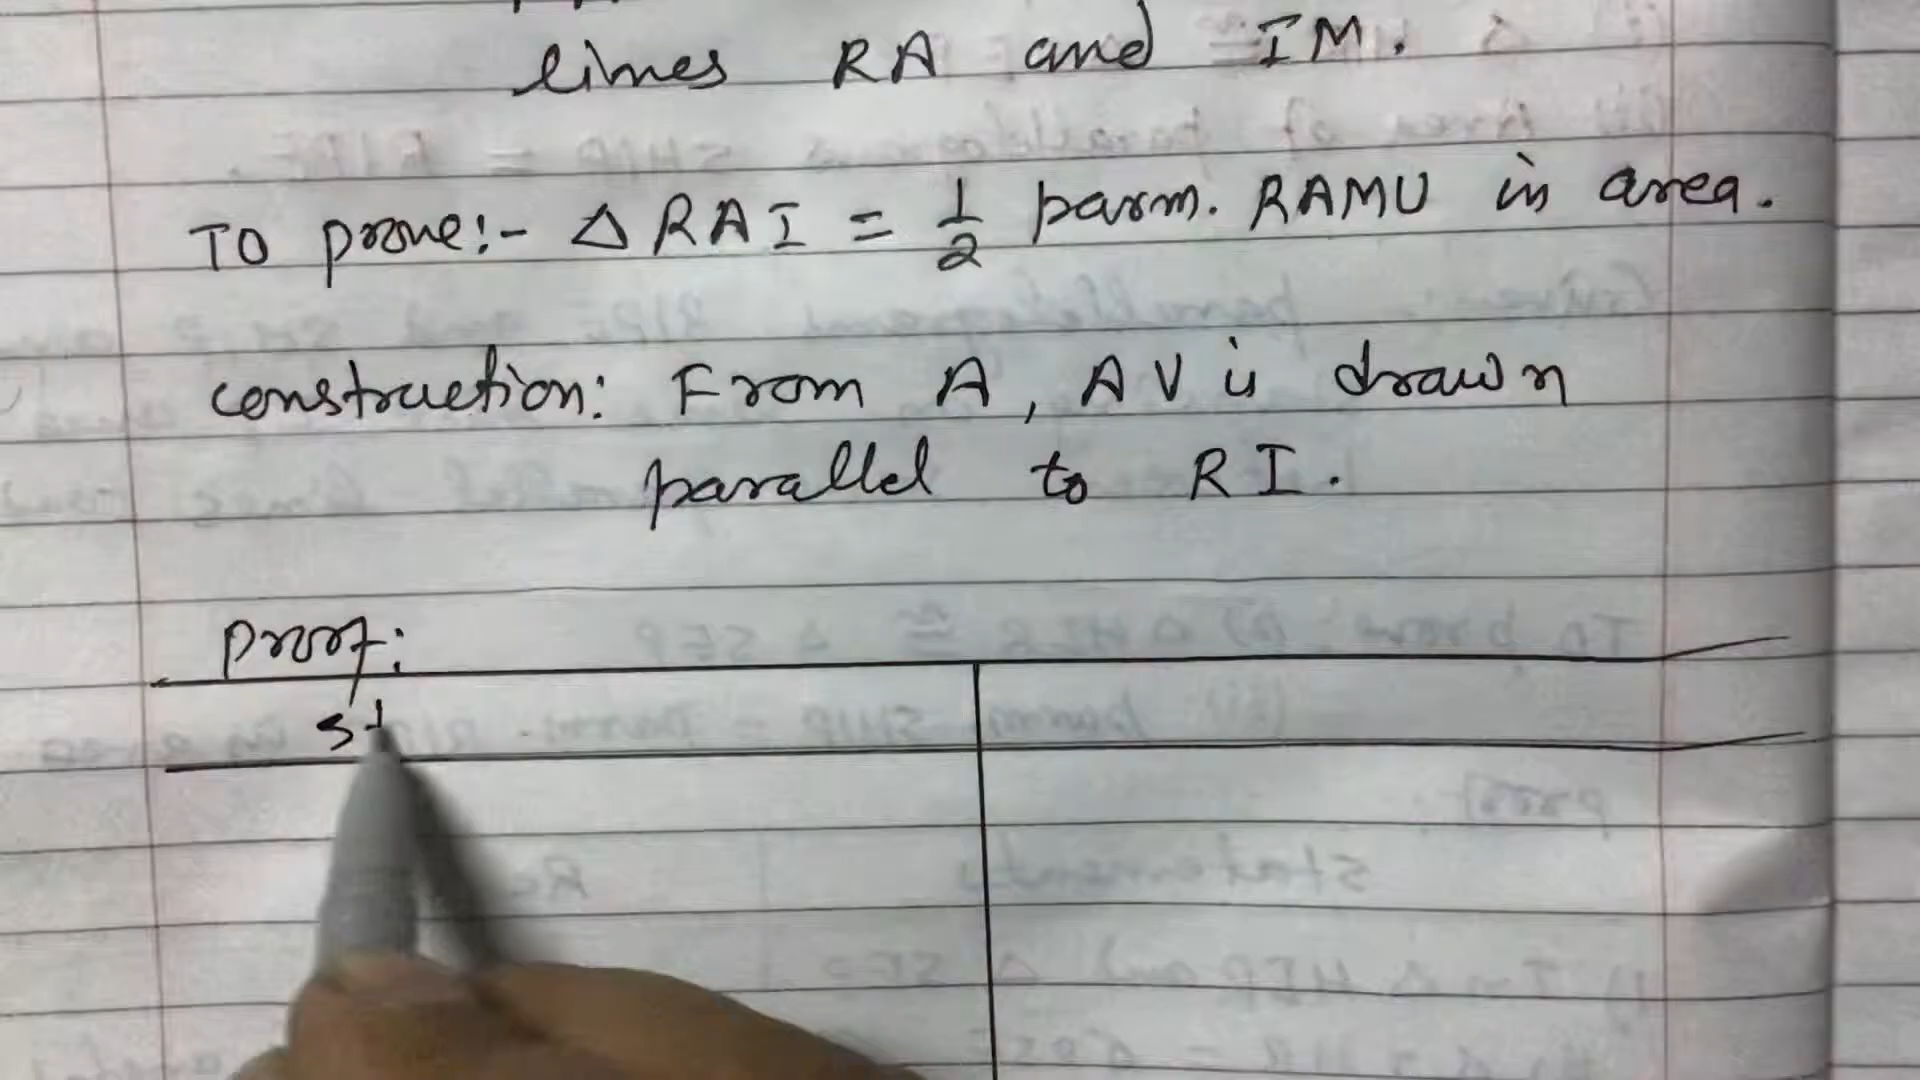 lines RA and IM.
To prove:- △RAI = 1/2 parm. RAMU in area.
construction: From A, AV is drawn
parallel to RI.
Proof:
st